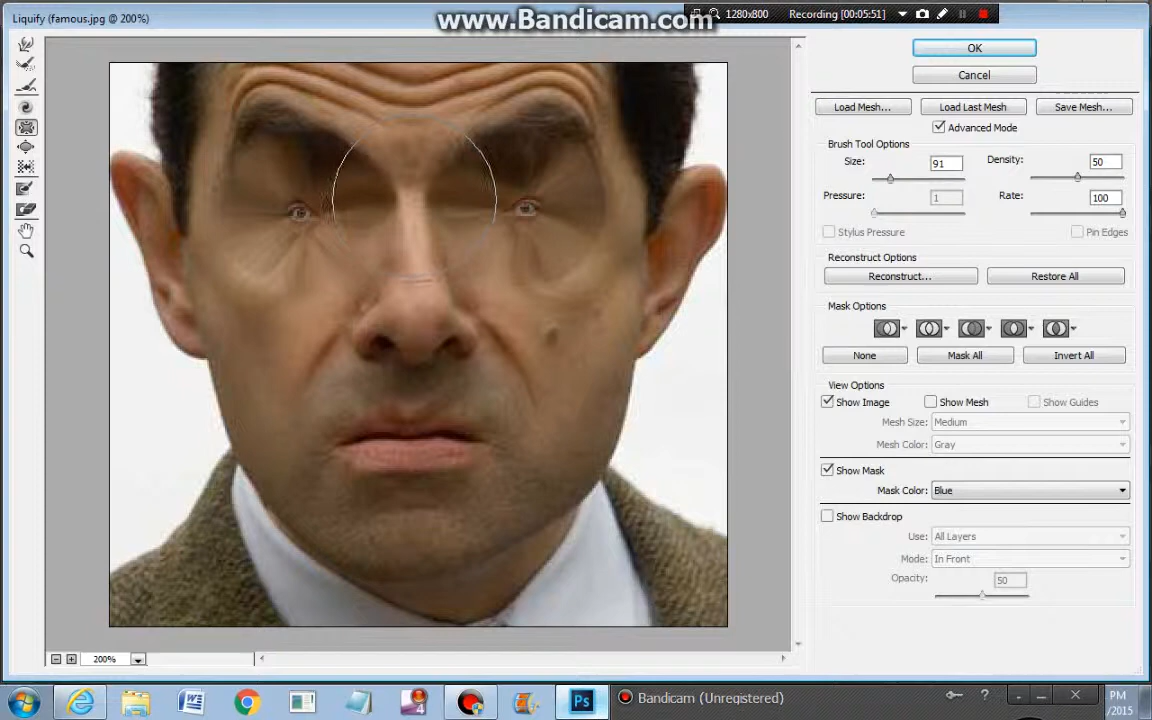 Liquify (famous.jpg @ 200%)
www.Bandicam.com
1280x800 Recording [00:05:51]
OK
Cancel
Load Mesh... Load Last Mesh Save Mesh...
Advanced Mode
Brush Tool Options
Size: 91 Density: 50
Pressure: 1 Rate: 100
Stylus Pressure Pin Edges
Reconstruct Options
Reconstruct... Restore All
Mask Options
None Mask All Invert All
View Options
Show Image Show Mesh Show Guides
Mesh Size: Medium
Mesh Color: Gray
Show Mask
Mask Color: Blue
Show Backdrop
Use: All Layers
Mode: In Front
Opacity: 50
200%
Ps Bandicam (Unregistered) PM
/2015